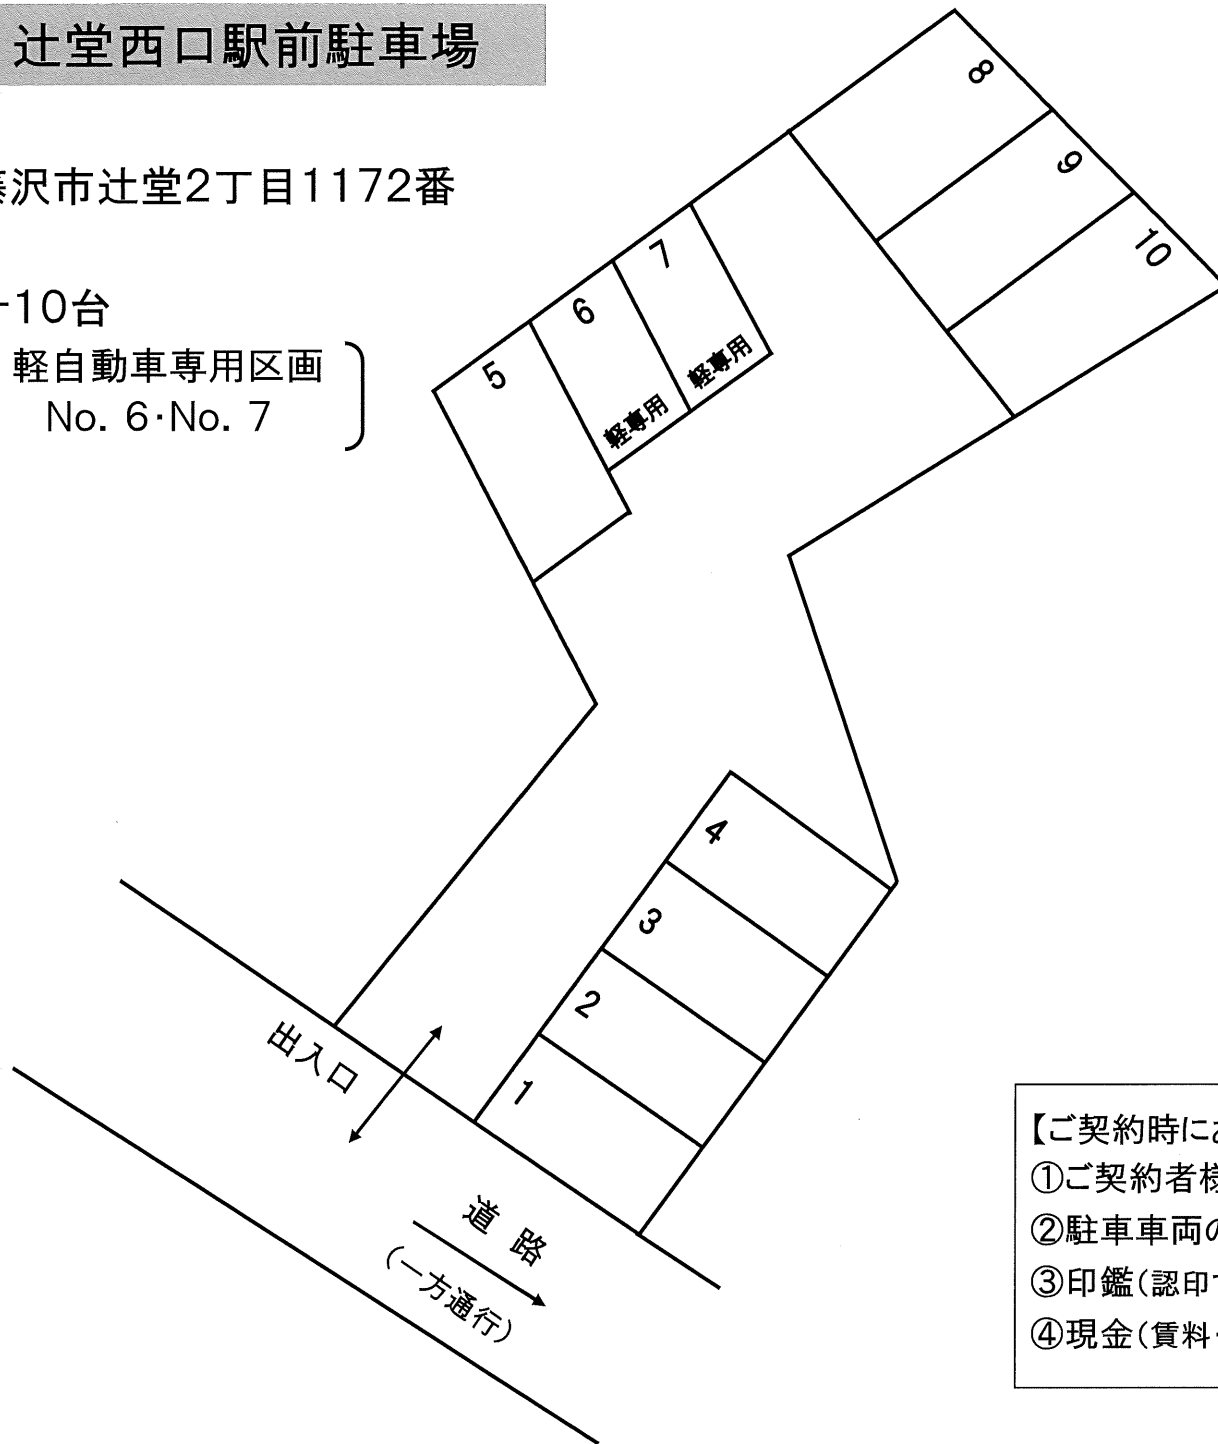 辻堂西口駅前駐車場
沢市辻堂2丁目1172番
10台
軽自動車専用区画
No. 6・No. 7
8
9
10
7
6
5
軽専用
軽専用
4
3
2
1
出入口
道 路
(一方通行)
【ご契約時に
①ご契約者様
②駐車車両の
③印鑑(認印
④現金(賃料